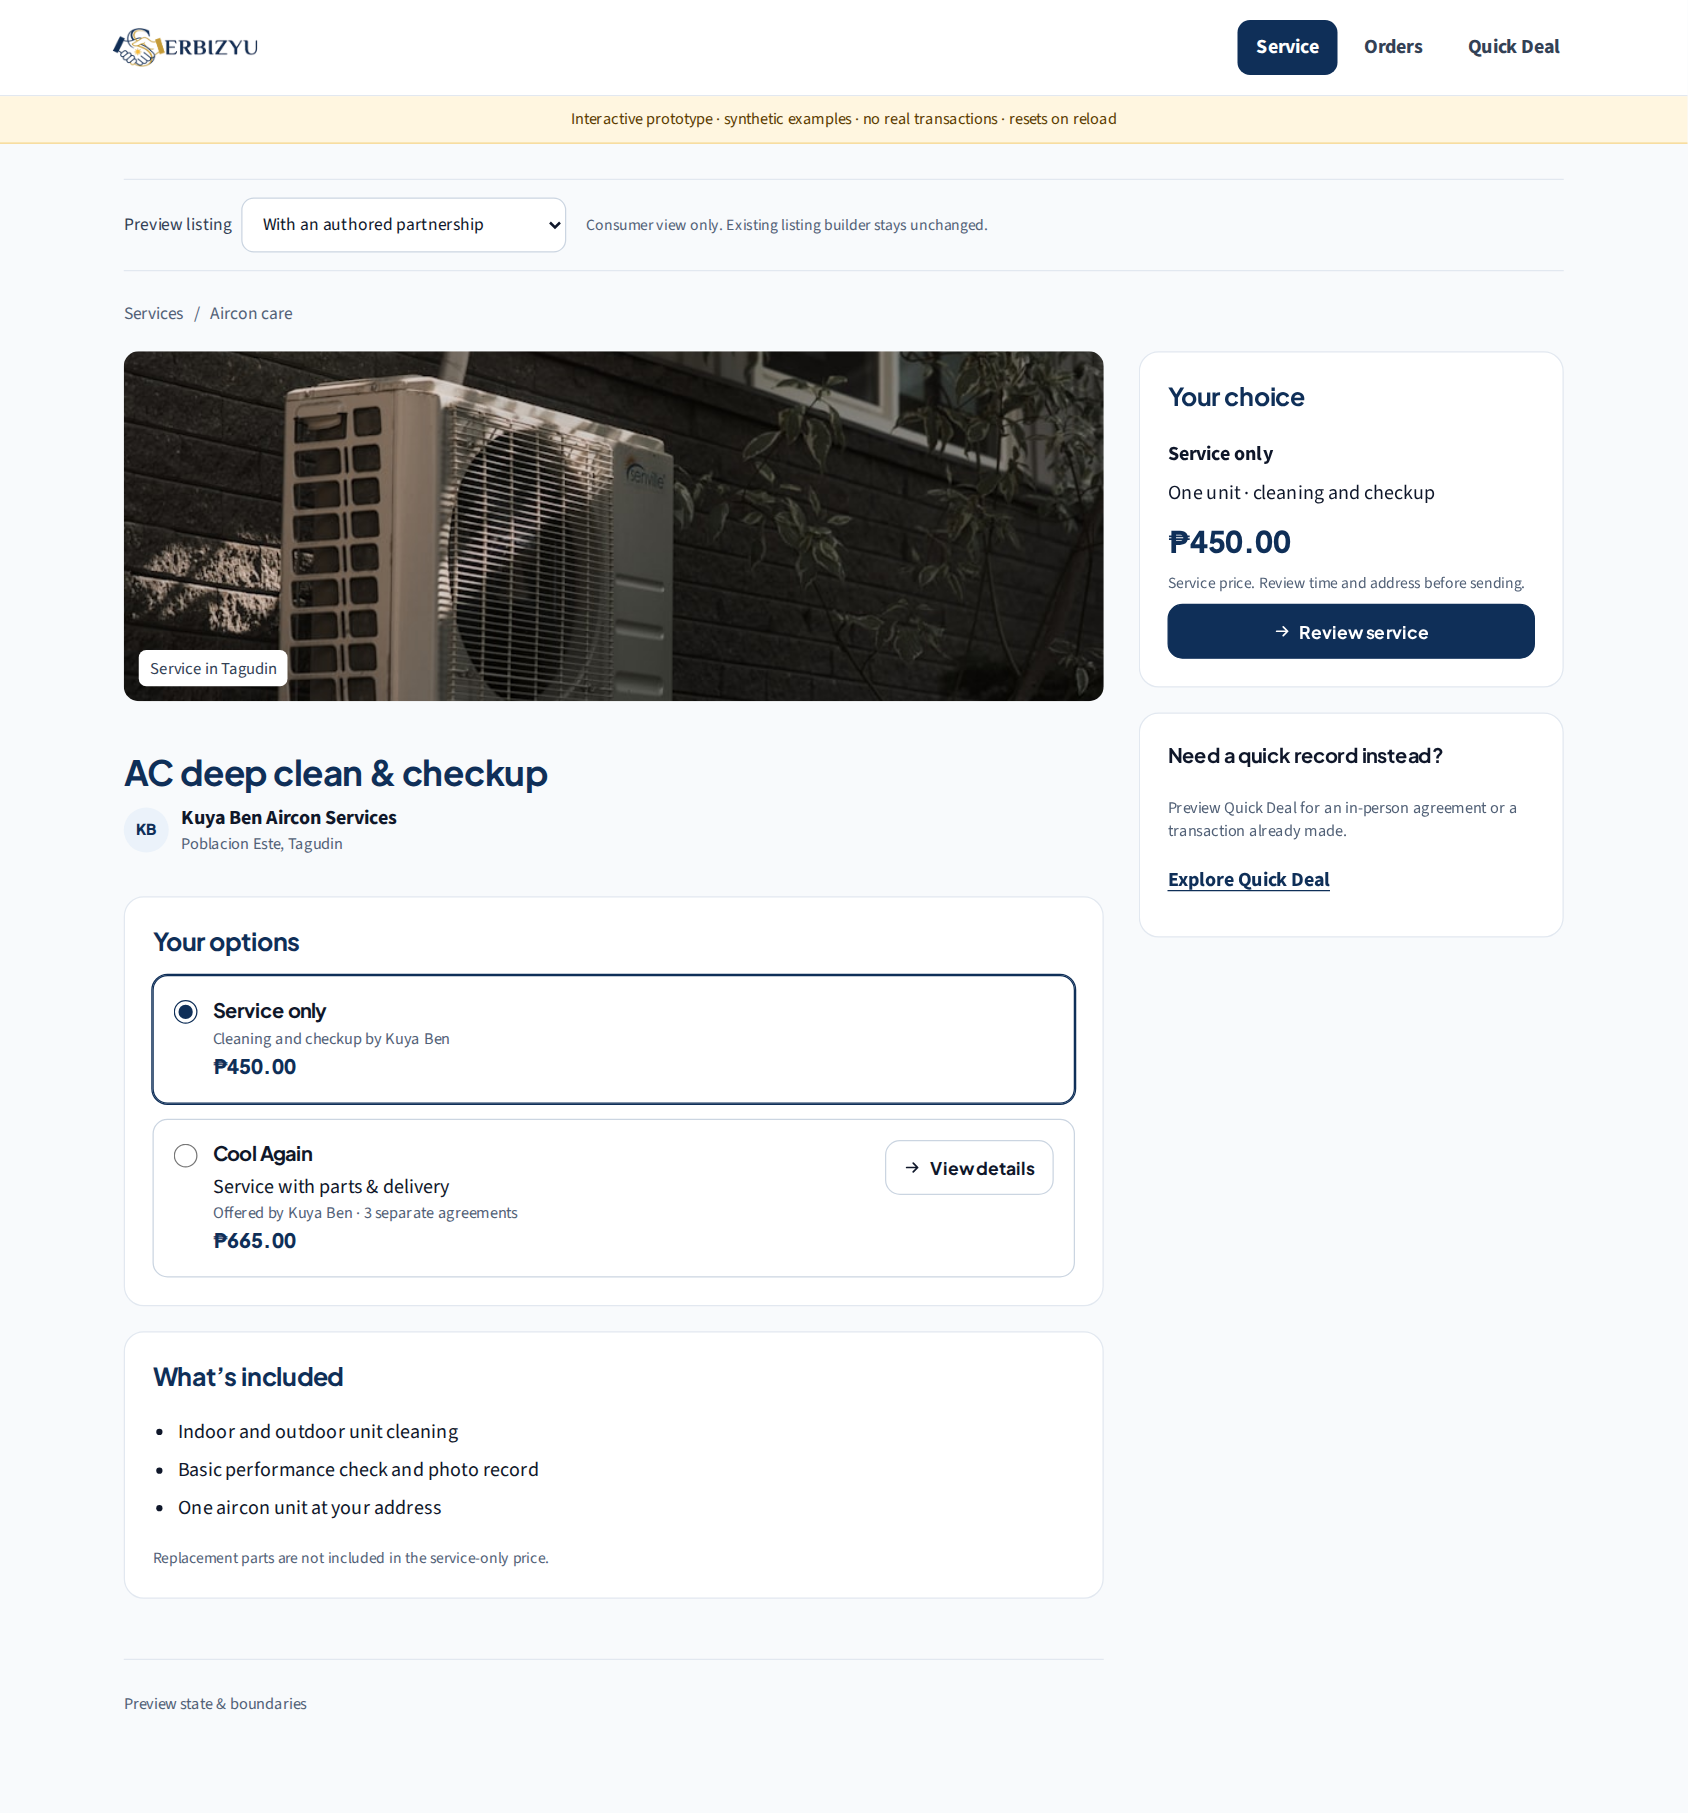 SERBIZYU
Service
Orders
Quick Deal
Interactive prototype · synthetic examples · no real transactions · resets on reload
Preview listing
With an authored partnership
Consumer view only. Existing listing builder stays unchanged.
Services / Aircon care
senville
Service in Tagudin
AC deep clean & checkup
KB
Kuya Ben Aircon Services
Poblacion Este, Tagudin
Your options
Service only
Cleaning and checkup by Kuya Ben
₱450.00
Cool Again
Service with parts & delivery
Offered by Kuya Ben · 3 separate agreements
₱665.00
→ View details
What’s included
• Indoor and outdoor unit cleaning
• Basic performance check and photo record
• One aircon unit at your address
Replacement parts are not included in the service-only price.
Preview state & boundaries
Your choice
Service only
One unit · cleaning and checkup
₱450.00
Service price. Review time and address before sending.
→ Review service
Need a quick record instead?
Preview Quick Deal for an in-person agreement or a
transaction already made.
Explore Quick Deal